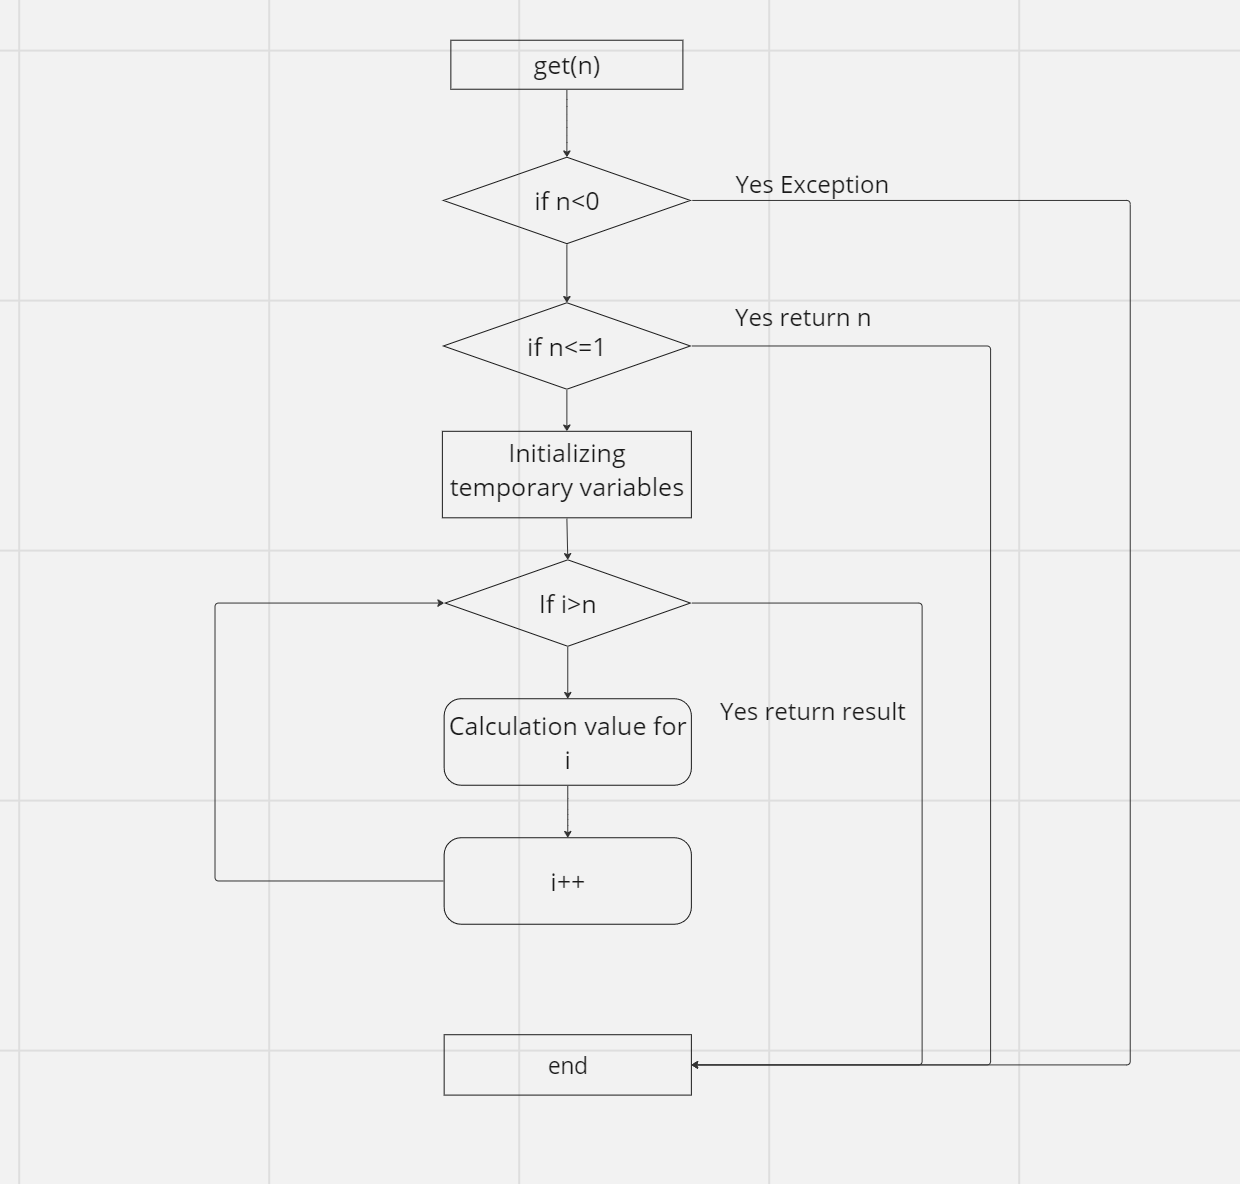 get(n)
if n<0
Yes Exception
if n<=1
Yes return n
Initializing
temporary variables
If i>n
Calculation value for
i
Yes return result
i++
end